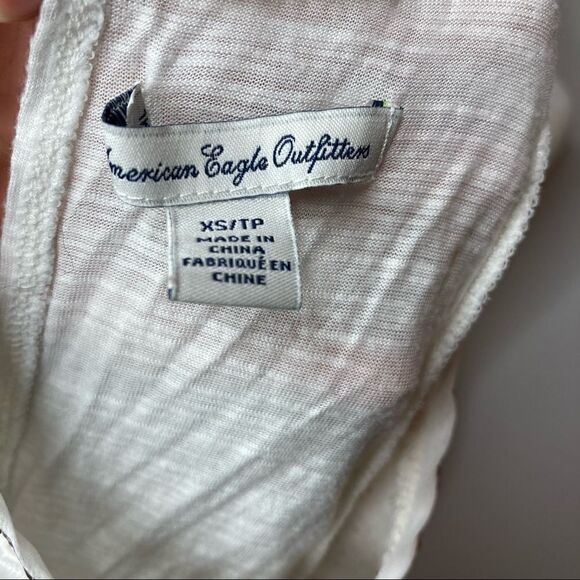 American Eagle Outfitters
XS/TP
MADE IN
CHINA
FABRIQUÉ EN
CHINE